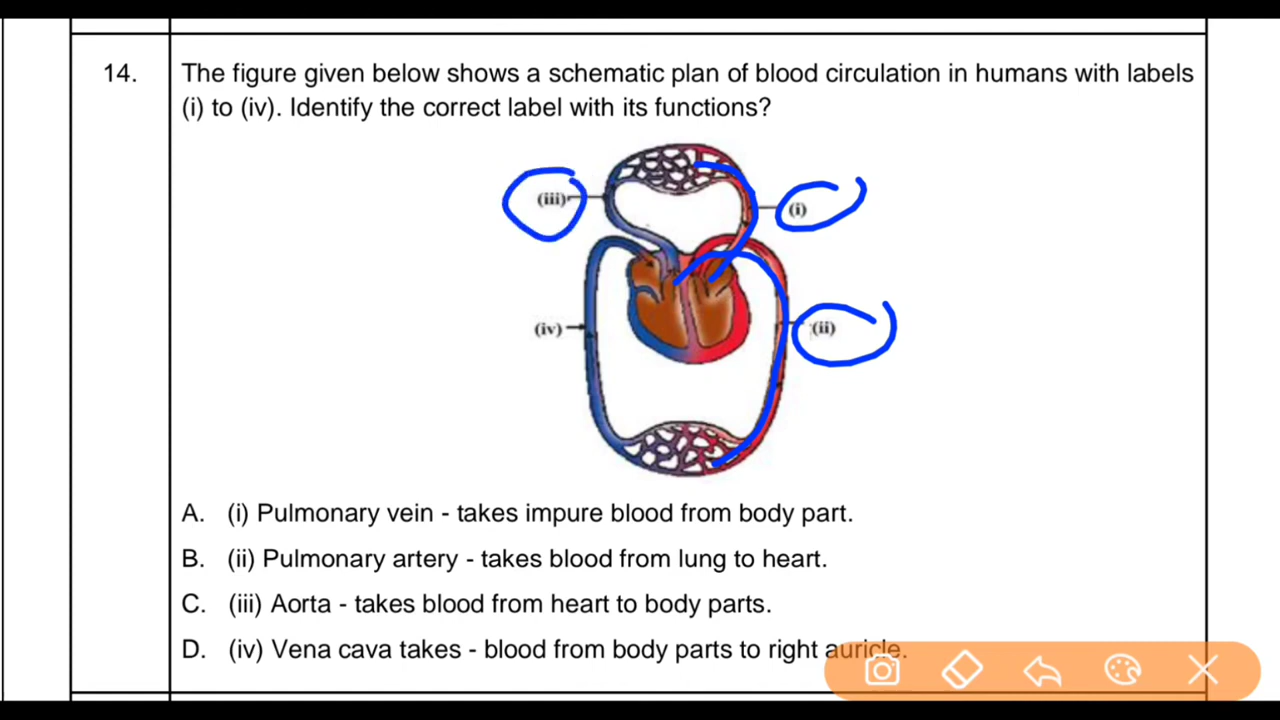 14.
The figure given below shows a schematic plan of blood circulation in humans with labels
(i) to (iv). Identify the correct label with its functions?
(iii)
(i)
(iv)
(ii)
A. (i) Pulmonary vein - takes impure blood from body part.
B. (ii) Pulmonary artery - takes blood from lung to heart.
C. (iii) Aorta - takes blood from heart to body parts.
D. (iv) Vena cava takes - blood from body parts to right auricle.